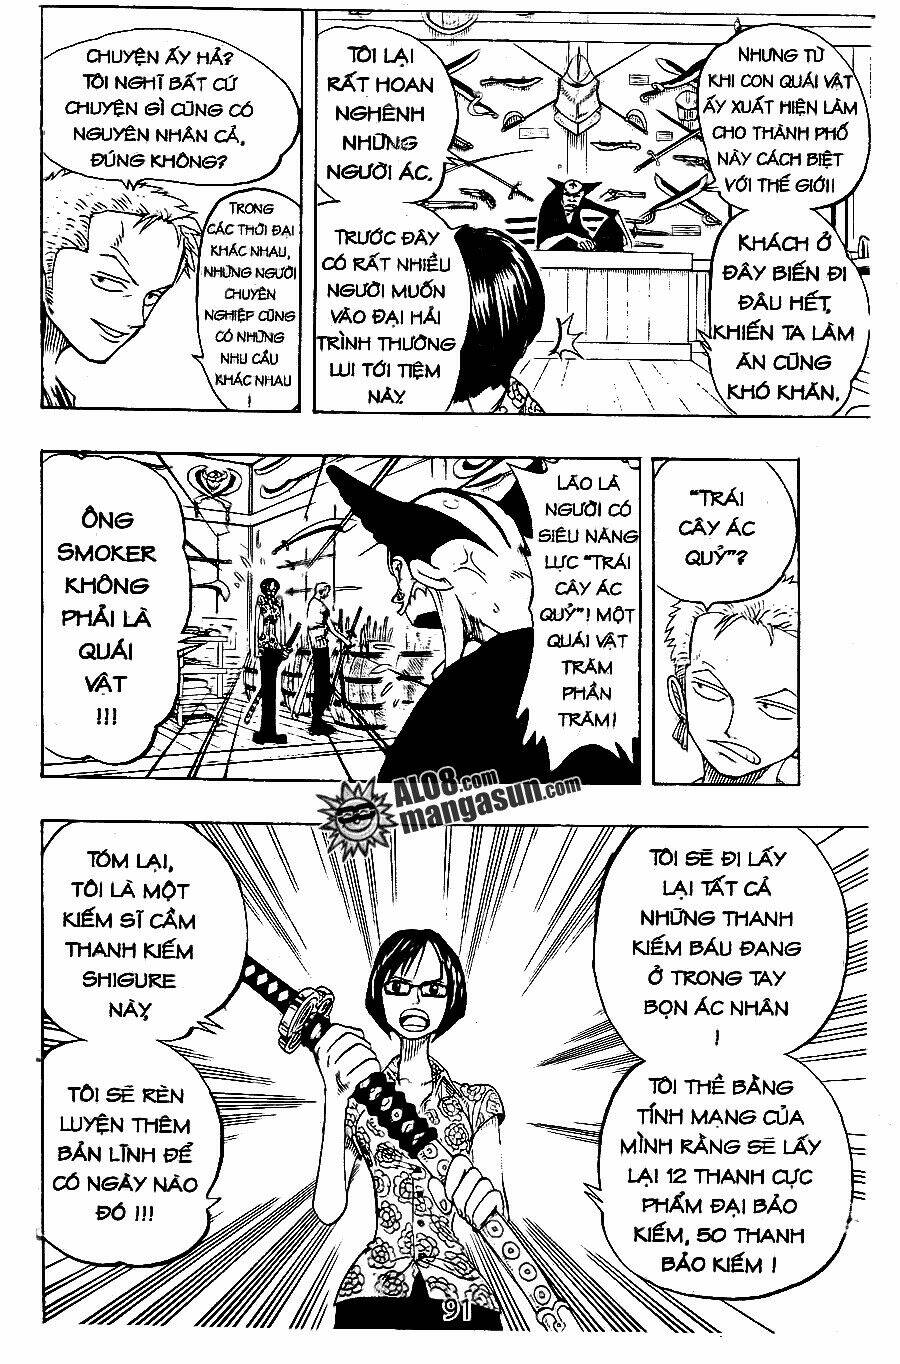 NHƯNG TỪ
KHI CON QUÁI VẬT
ẤY XUẤT HIỆN LÀM
CHO THÀNH PHỐ
NÀY CÁCH BIỆT
VỚI THẾ GIỚI!
KHÁCH Ở
ĐÂY BIẾN ĐI
ĐÂU HẾT,
KHIẾN TA LÀM
ĂN CŨNG
KHÓ KHĂN.
TÔI LẠI
RẤT HOAN
NGHÊNH
NHỮNG
NGƯỜI ÁC.
TRƯỚC ĐÂY
CÓ RẤT NHIỀU
NGƯỜI MUỐN
VÀO ĐẠI HẢI
TRÌNH THƯỜNG
LUI TỚI TIỆM
NÀY.
CHUYỆN ẤY HẢ?
TÔI NGHĨ BẤT CỨ
CHUYỆN GÌ CŨNG CÓ
NGUYÊN NHÂN CẢ,
ĐÚNG KHÔNG?
TRONG
CÁC THỜI ĐẠI
KHÁC NHAU,
NHỮNG NGƯỜI
CHUYÊN
NGHIỆP CŨNG
CÓ NHỮNG
NHU CẦU
KHÁC NHAU
!
"TRÁI
CÂY ÁC
QUỶ"?
LÃO LÀ
NGƯỜI CÓ
SIÊU NĂNG
LỰC "TRÁI
CÂY ÁC
QUỶ"! MỘT
QUÁI VẬT
TRĂM
PHẦN
TRĂM!
ÔNG
SMOKER
KHÔNG
PHẢI LÀ
QUÁI
VẬT
!!!
AL08.com
mangasun.com
TÔI SẼ ĐI LẤY
LẠI TẤT CẢ
NHỮNG THANH
KIẾM BÁU ĐANG
Ở TRONG TAY
BỌN ÁC NHÂN
!
TÔI THỀ BẰNG
TÍNH MẠNG CỦA
MÌNH RẰNG SẼ LẤY
LẠI 12 THANH CỰC
PHẨM ĐẠI BẢO
KIẾM, 50 THANH
BẢO KIẾM !
TÓM LẠI,
TÔI LÀ MỘT
KIẾM SĨ CẦM
THANH KIẾM
SHIGURE
NÀY,
TÔI SẼ RÈN
LUYỆN THÊM
BẢN LĨNH ĐỂ
CÓ NGÀY NÀO
ĐÓ !!!
91